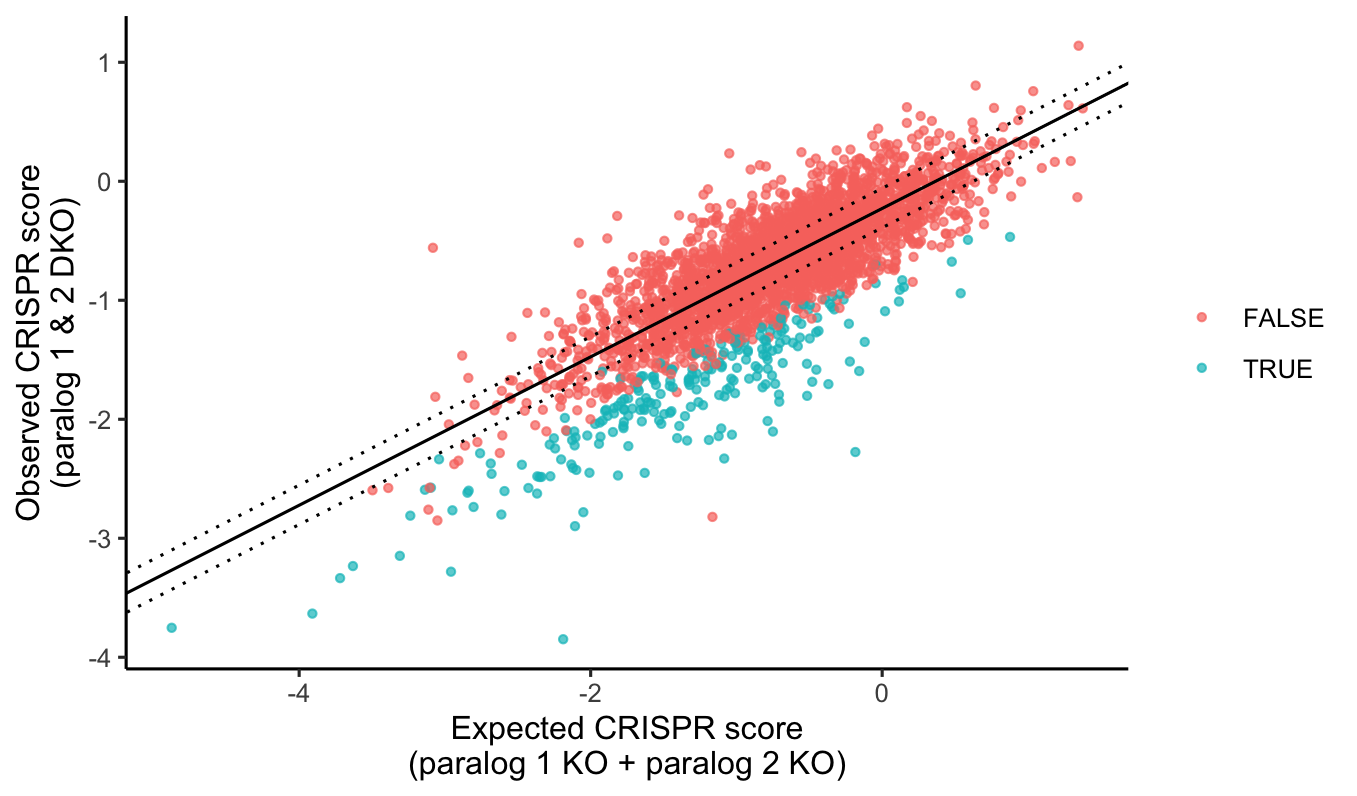 Observed CRISPR score
(paralog 1 & 2 DKO)
1
0
-1
-2
-3
-4
-4
-2
0
Expected CRISPR score
(paralog 1 KO + paralog 2 KO)
FALSE
TRUE